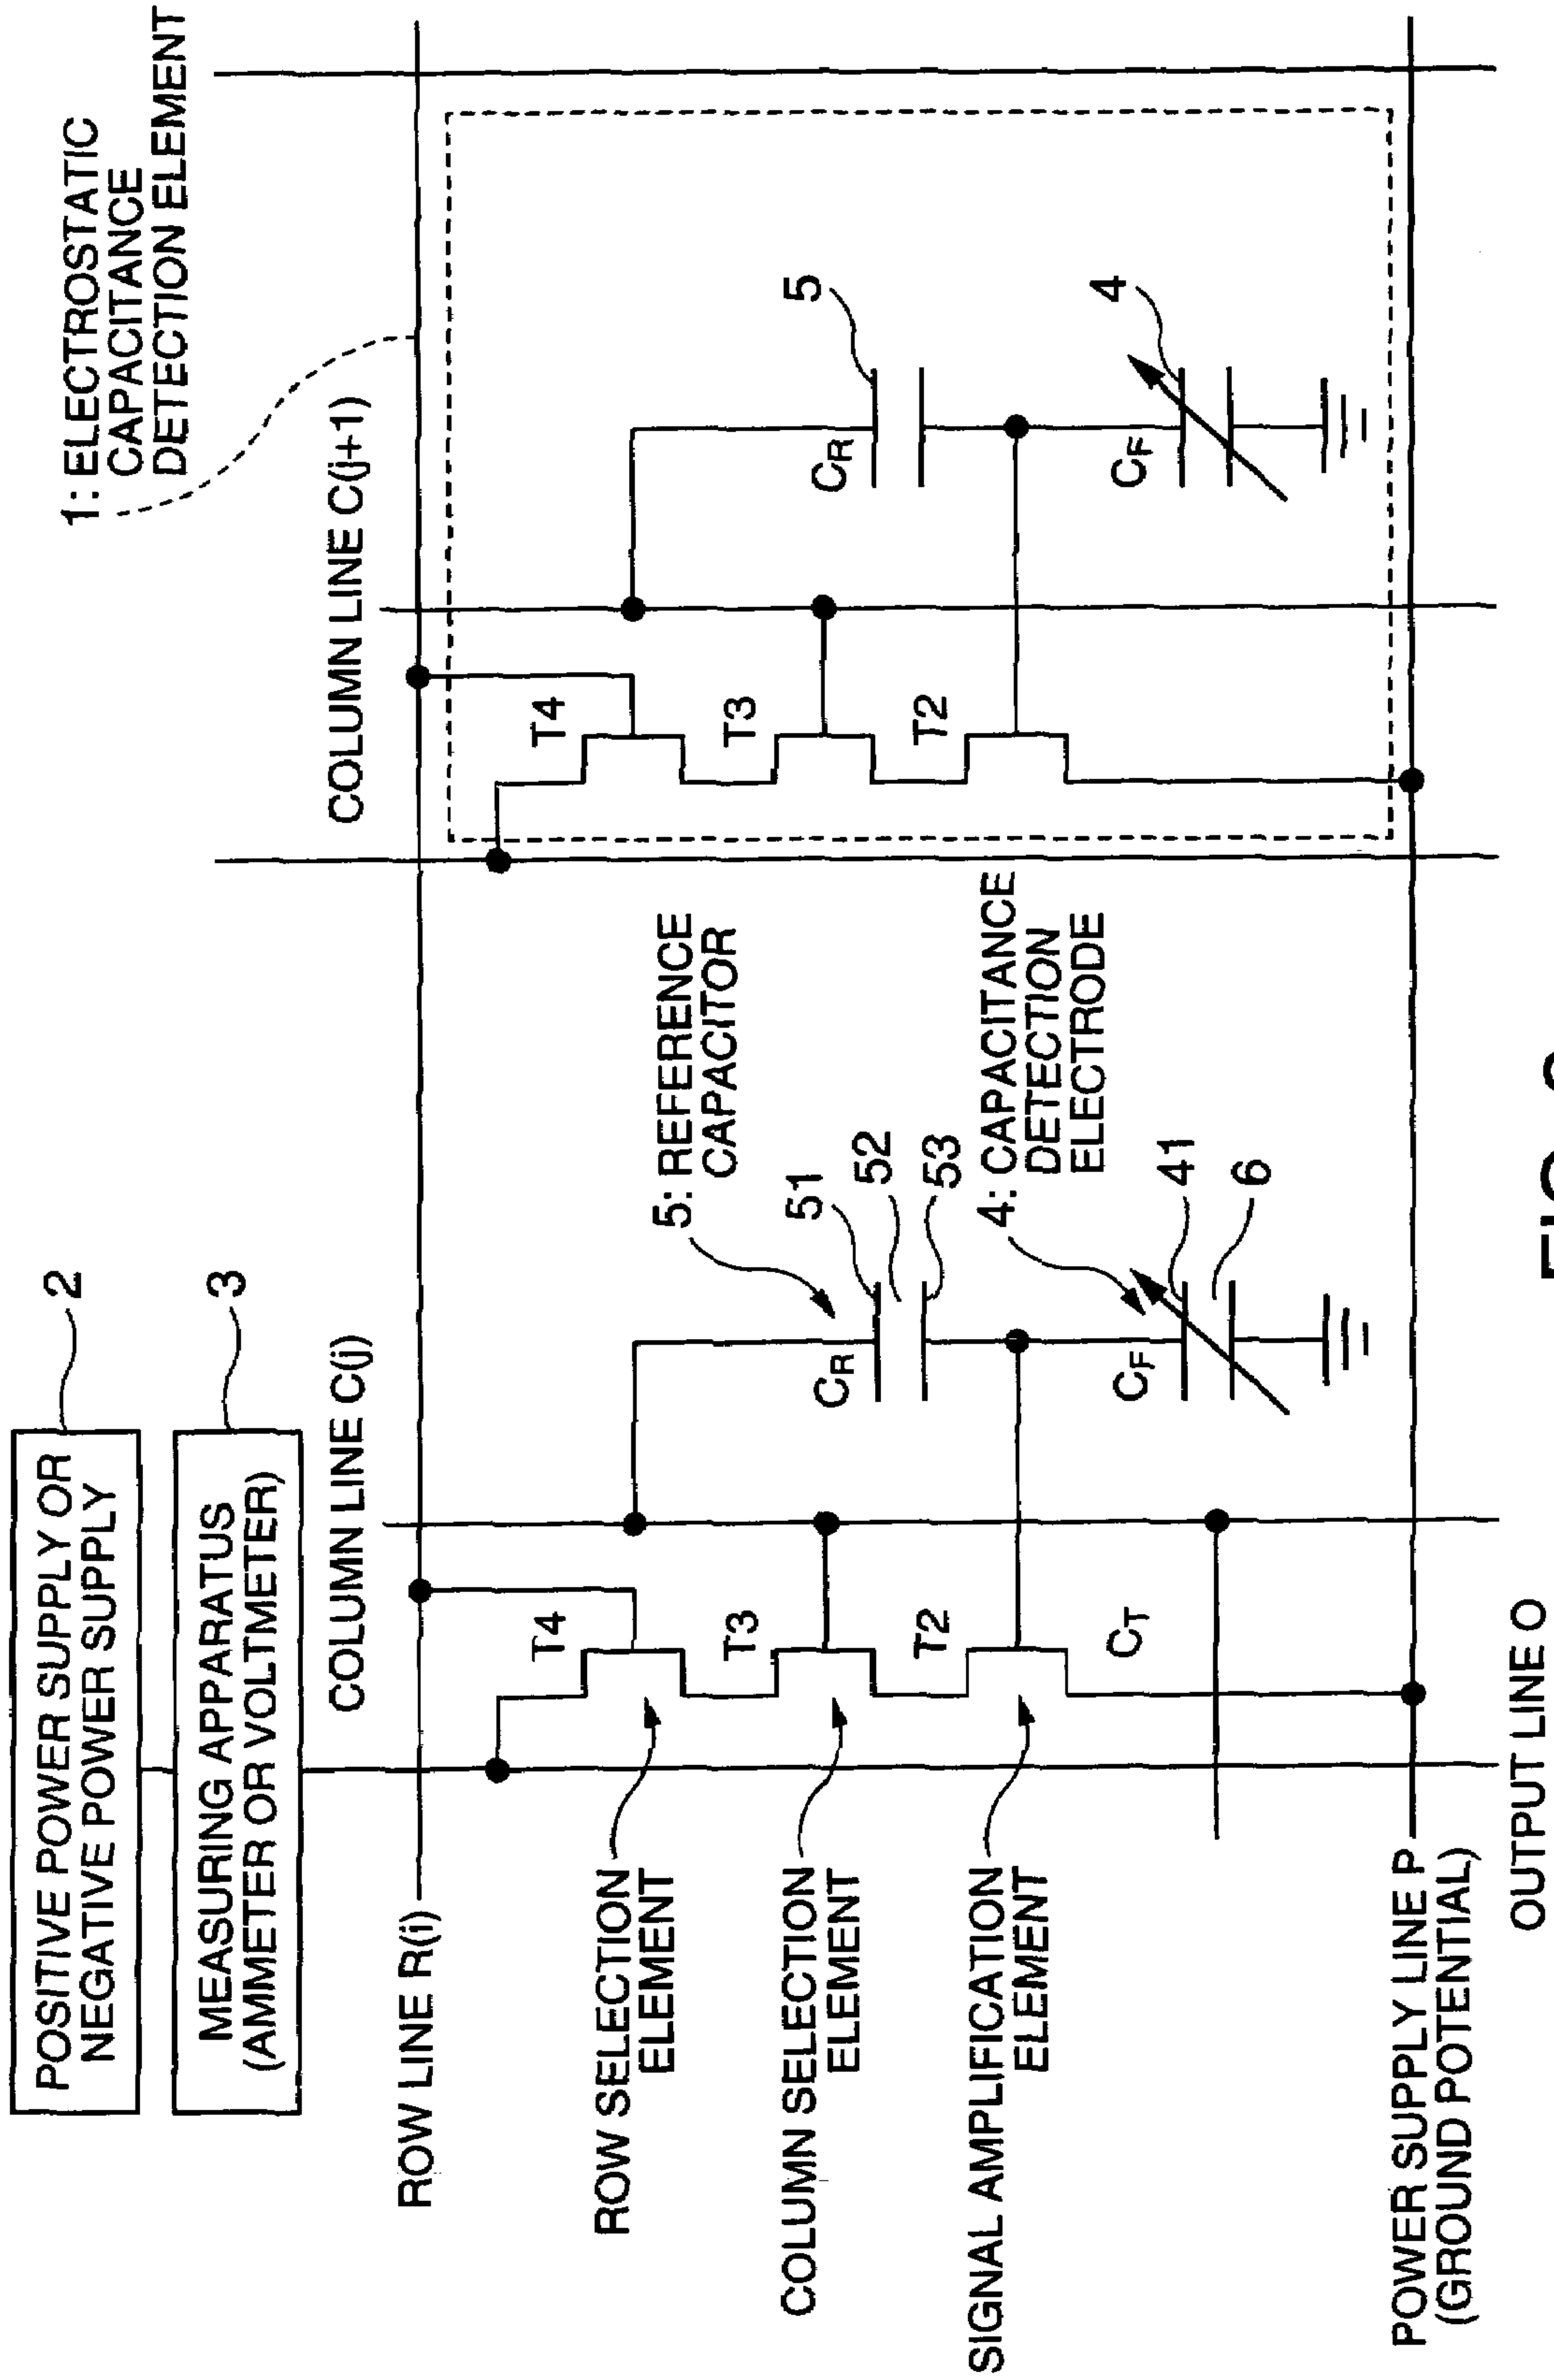 POSITIVE POWER SUPPLY OR
NEGATIVE POWER SUPPLY
2
MEASURING APPARATUS
(AMMETER OR VOLTMETER)
3
1: ELECTROSTATIC
CAPACITANCE
DETECTION ELEMENT
COLUMN LINE C(j)
COLUMN LINE C(j+1)
ROW LINE R(i)
ROW SELECTION
ELEMENT
T4
T4
5: REFERENCE
CAPACITOR
COLUMN SELECTION
ELEMENT
T3
CR
51
52
53
T3
CR
5
SIGNAL AMPLIFICATION
ELEMENT
T2
4: CAPACITANCE
DETECTION
ELECTRODE
T2
CT
CF
41
6
CF
4
POWER SUPPLY LINE P
(GROUND POTENTIAL)
OUTPUT LINE O